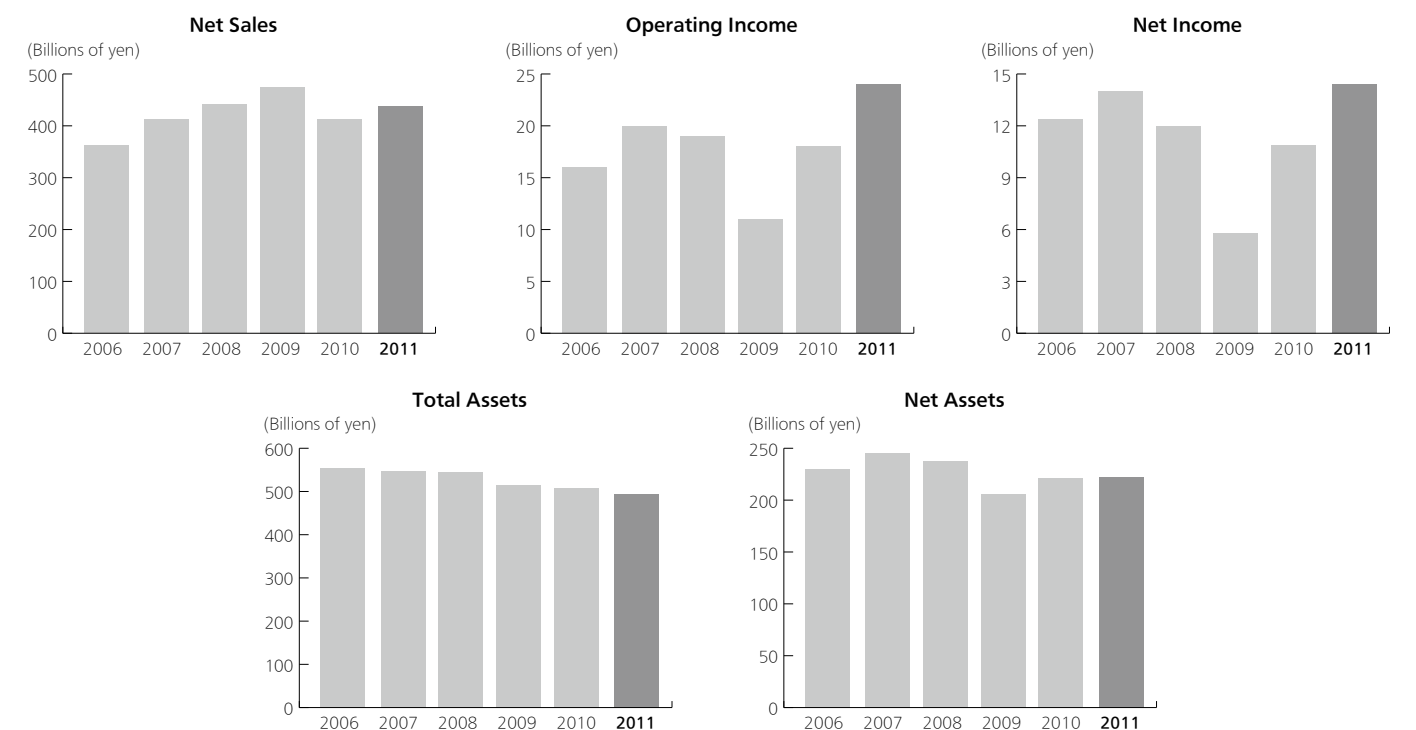 Net Sales
(Billions of yen)
500
400
300
200
100
0
2006 2007 2008 2009 2010 2011
Operating Income
(Billions of yen)
25
20
15
10
5
0
2006 2007 2008 2009 2010 2011
Net Income
(Billions of yen)
15
12
9
6
3
0
2006 2007 2008 2009 2010 2011
Total Assets
(Billions of yen)
600
500
400
300
200
100
0
2006 2007 2008 2009 2010 2011
Net Assets
(Billions of yen)
250
200
150
100
50
0
2006 2007 2008 2009 2010 2011